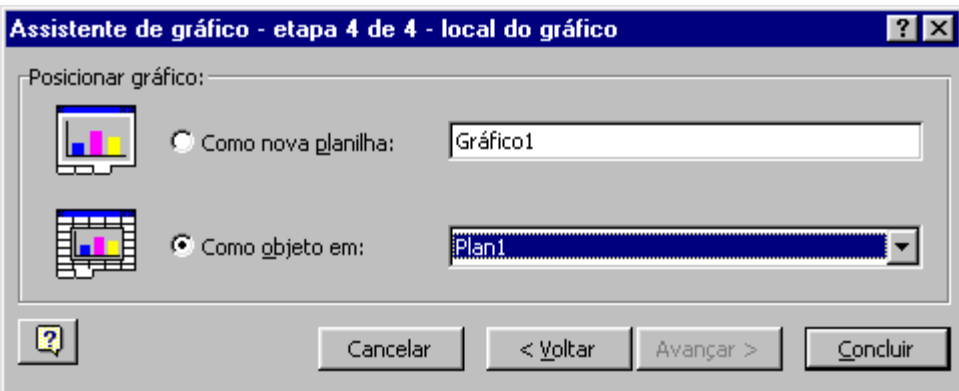 Assistente de gráfico - etapa 4 de 4 - local do gráfico
Posicionar gráfico:
Como nova planilha: Gráfico1
Como objeto em: Plan1
Cancelar < Voltar Avançar > Concluir